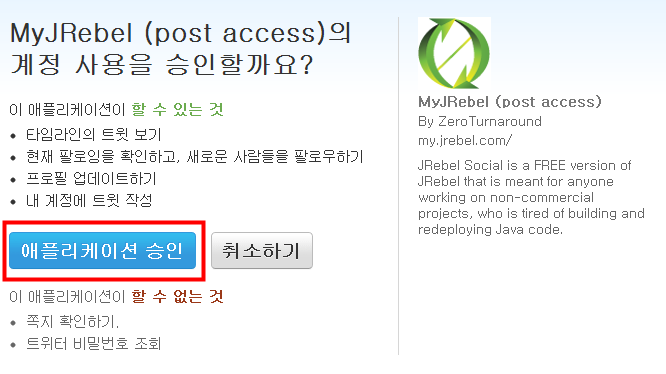 MyJRebel (post access)의
계정 사용을 승인할까요?
이 애플리케이션이 할 수 있는 것
타임라인의 트윗 보기
현재 팔로잉을 확인하고, 새로운 사람들을 팔로우하기
프로필 업데이트하기
내 계정에 트윗 작성
애플리케이션 승인
취소하기
이 애플리케이션이 할 수 없는 것
쪽지 확인하기.
트위터 비밀번호 조회
MyJRebel (post access)
By ZeroTurnaround
my.jrebel.com/
JRebel Social is a FREE version of
JRebel that is meant for anyone
working on non-commercial
projects, who is tired of building and
redeploying Java code.